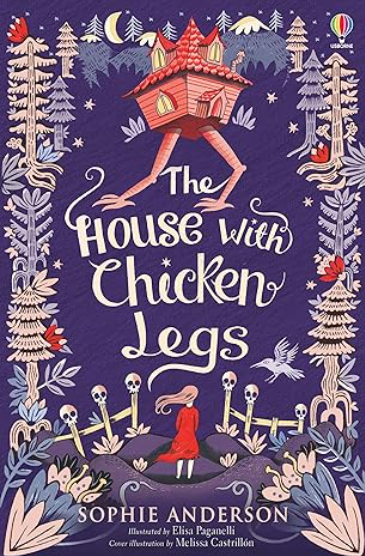 USBORNE
The
House with
Chicken
Legs
SOPHIE ANDERSON
Illustrated by Elisa Paganelli
Cover illustration by Melissa Castrillón